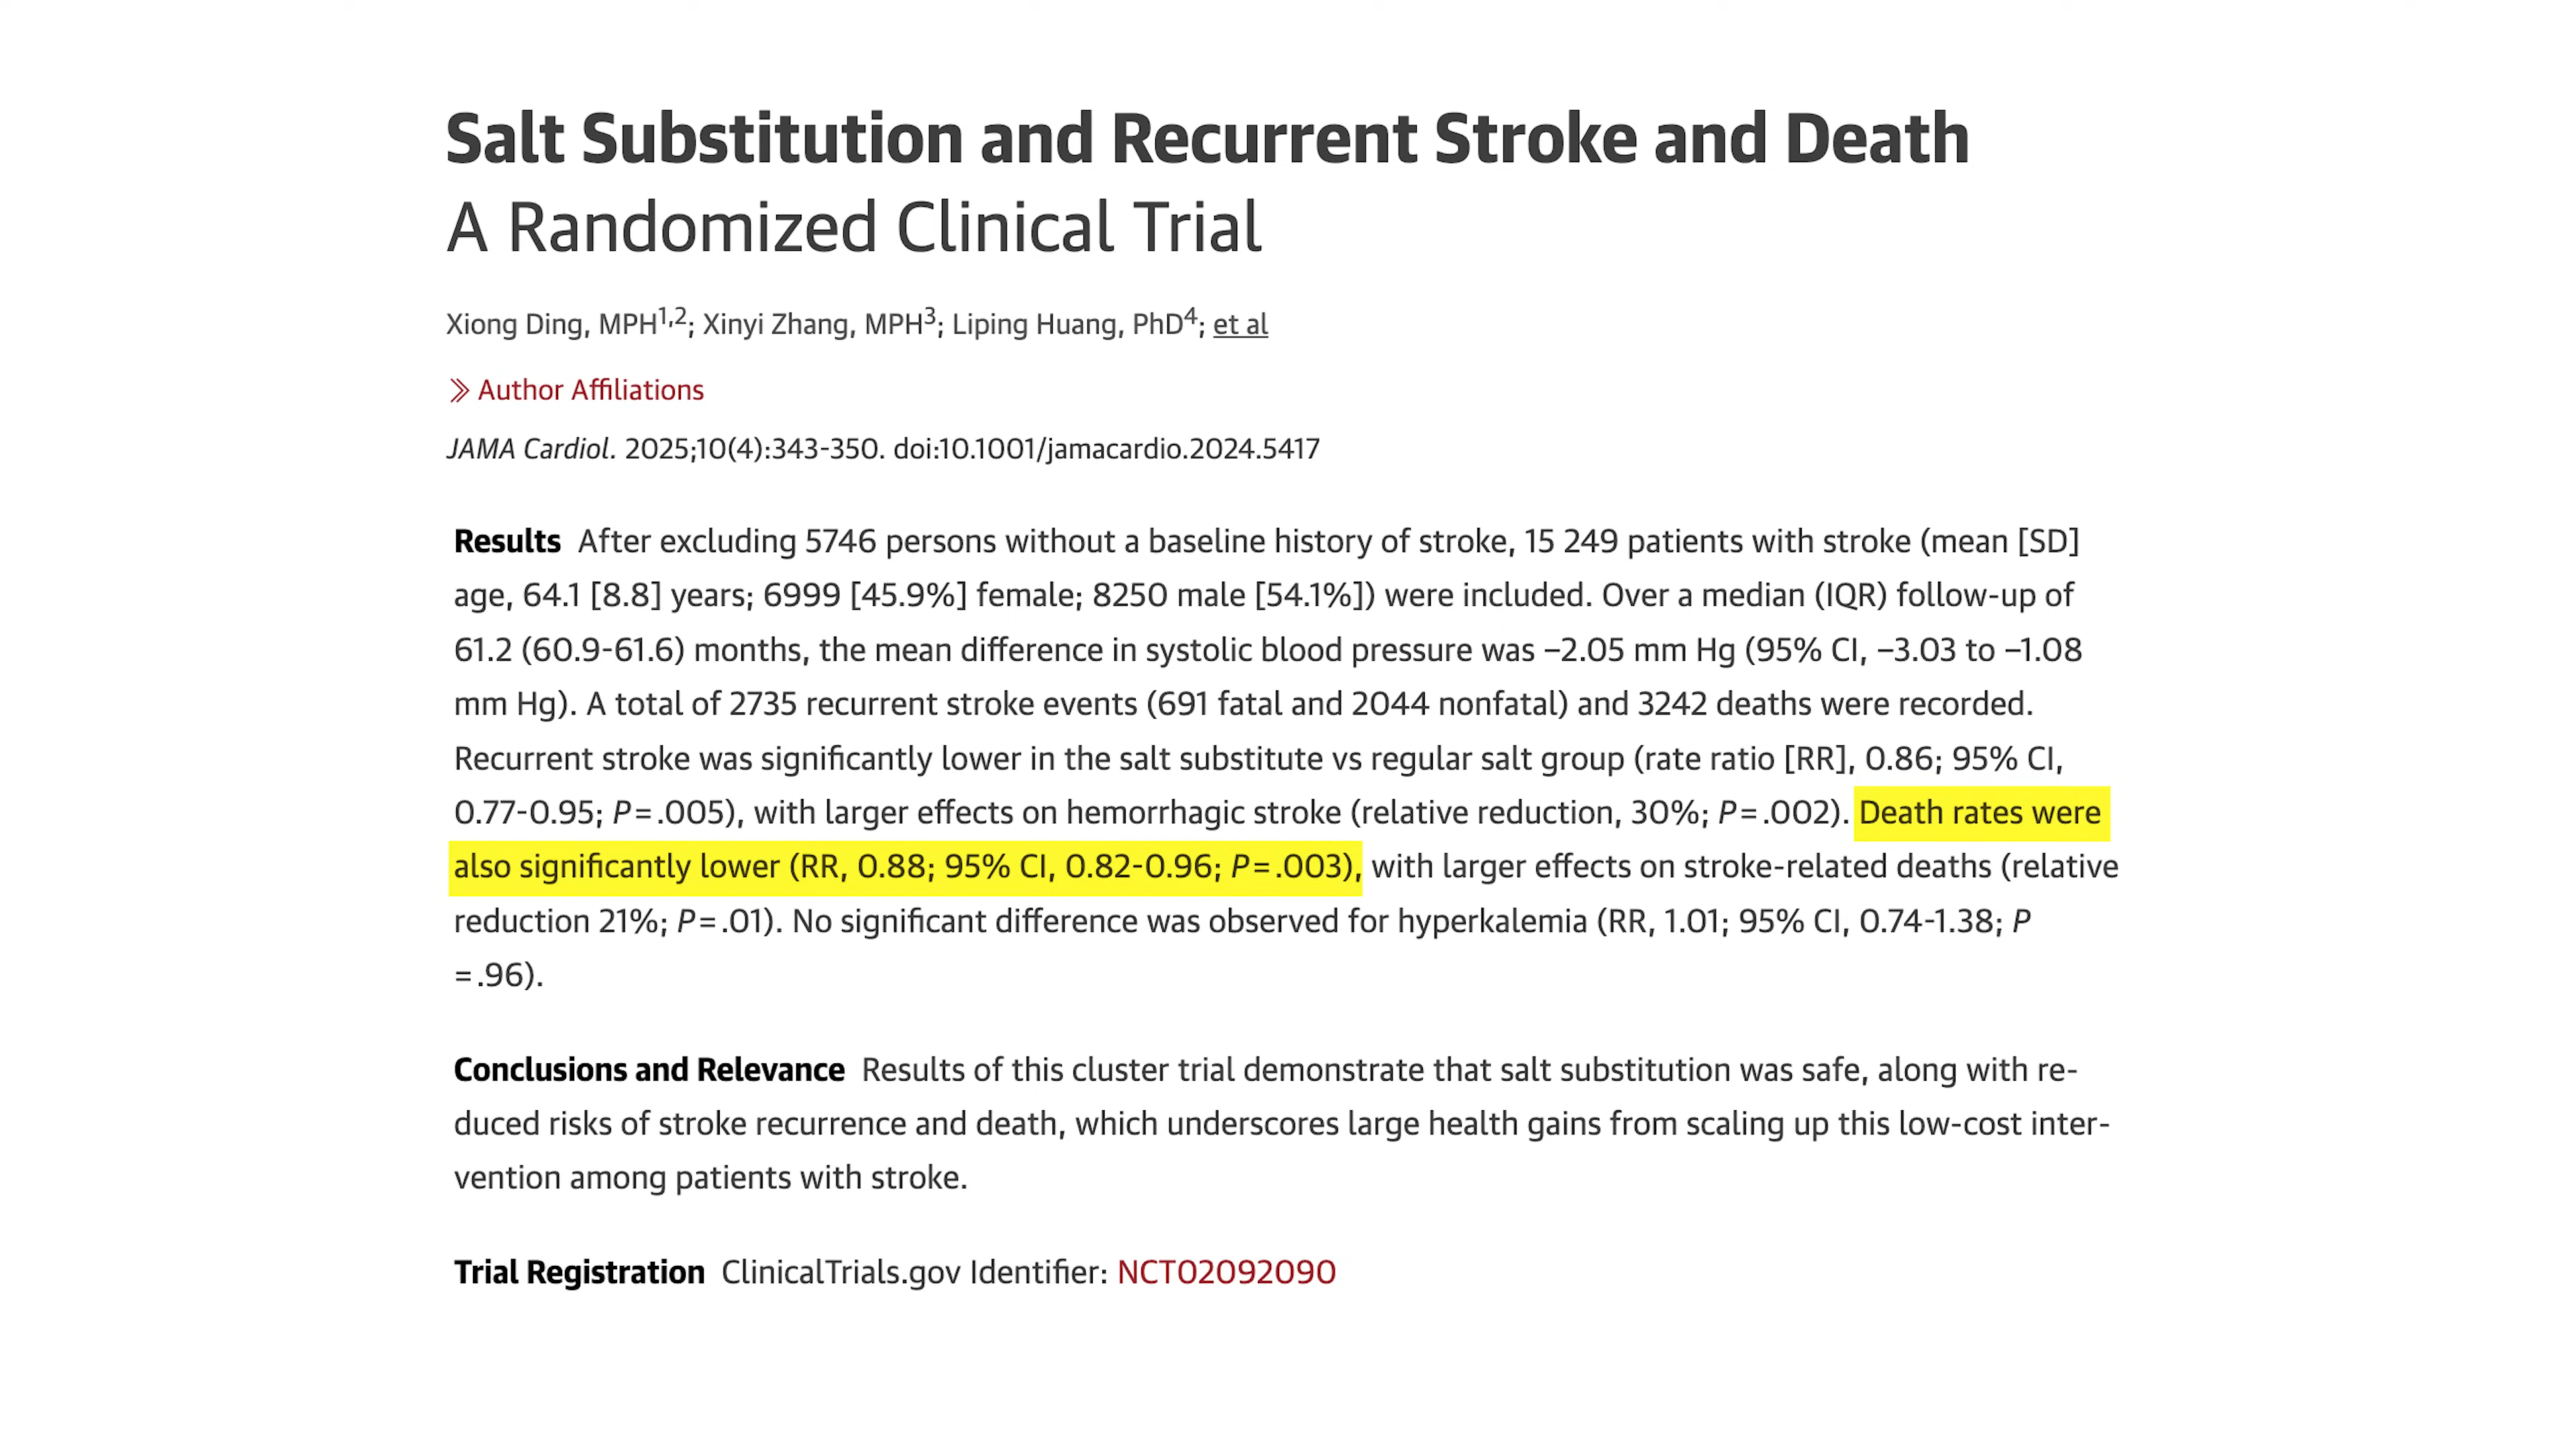 Salt Substitution and Recurrent Stroke and Death
A Randomized Clinical Trial
Xiong Ding, MPH1,2; Xinyi Zhang, MPH3; Liping Huang, PhD4; et al
Author Affiliations
JAMA Cardiol. 2025;10(4):343-350. doi:10.1001/jamacardio.2024.5417
Results After excluding 5746 persons without a baseline history of stroke, 15 249 patients with stroke (mean [SD]
age, 64.1 [8.8] years; 6999 [45.9%] female; 8250 male [54.1%]) were included. Over a median (IQR) follow-up of
61.2 (60.9-61.6) months, the mean difference in systolic blood pressure was −2.05 mm Hg (95% CI, −3.03 to −1.08
mm Hg). A total of 2735 recurrent stroke events (691 fatal and 2044 nonfatal) and 3242 deaths were recorded.
Recurrent stroke was significantly lower in the salt substitute vs regular salt group (rate ratio [RR], 0.86; 95% CI,
0.77-0.95; P = .005), with larger effects on hemorrhagic stroke (relative reduction, 30%; P = .002). Death rates were
also significantly lower (RR, 0.88; 95% CI, 0.82-0.96; P = .003), with larger effects on stroke-related deaths (relative
reduction 21%; P = .01). No significant difference was observed for hyperkalemia (RR, 1.01; 95% CI, 0.74-1.38; P
= .96).
Conclusions and Relevance Results of this cluster trial demonstrate that salt substitution was safe, along with re-
duced risks of stroke recurrence and death, which underscores large health gains from scaling up this low-cost inter-
vention among patients with stroke.
Trial Registration ClinicalTrials.gov Identifier: NCT02092090